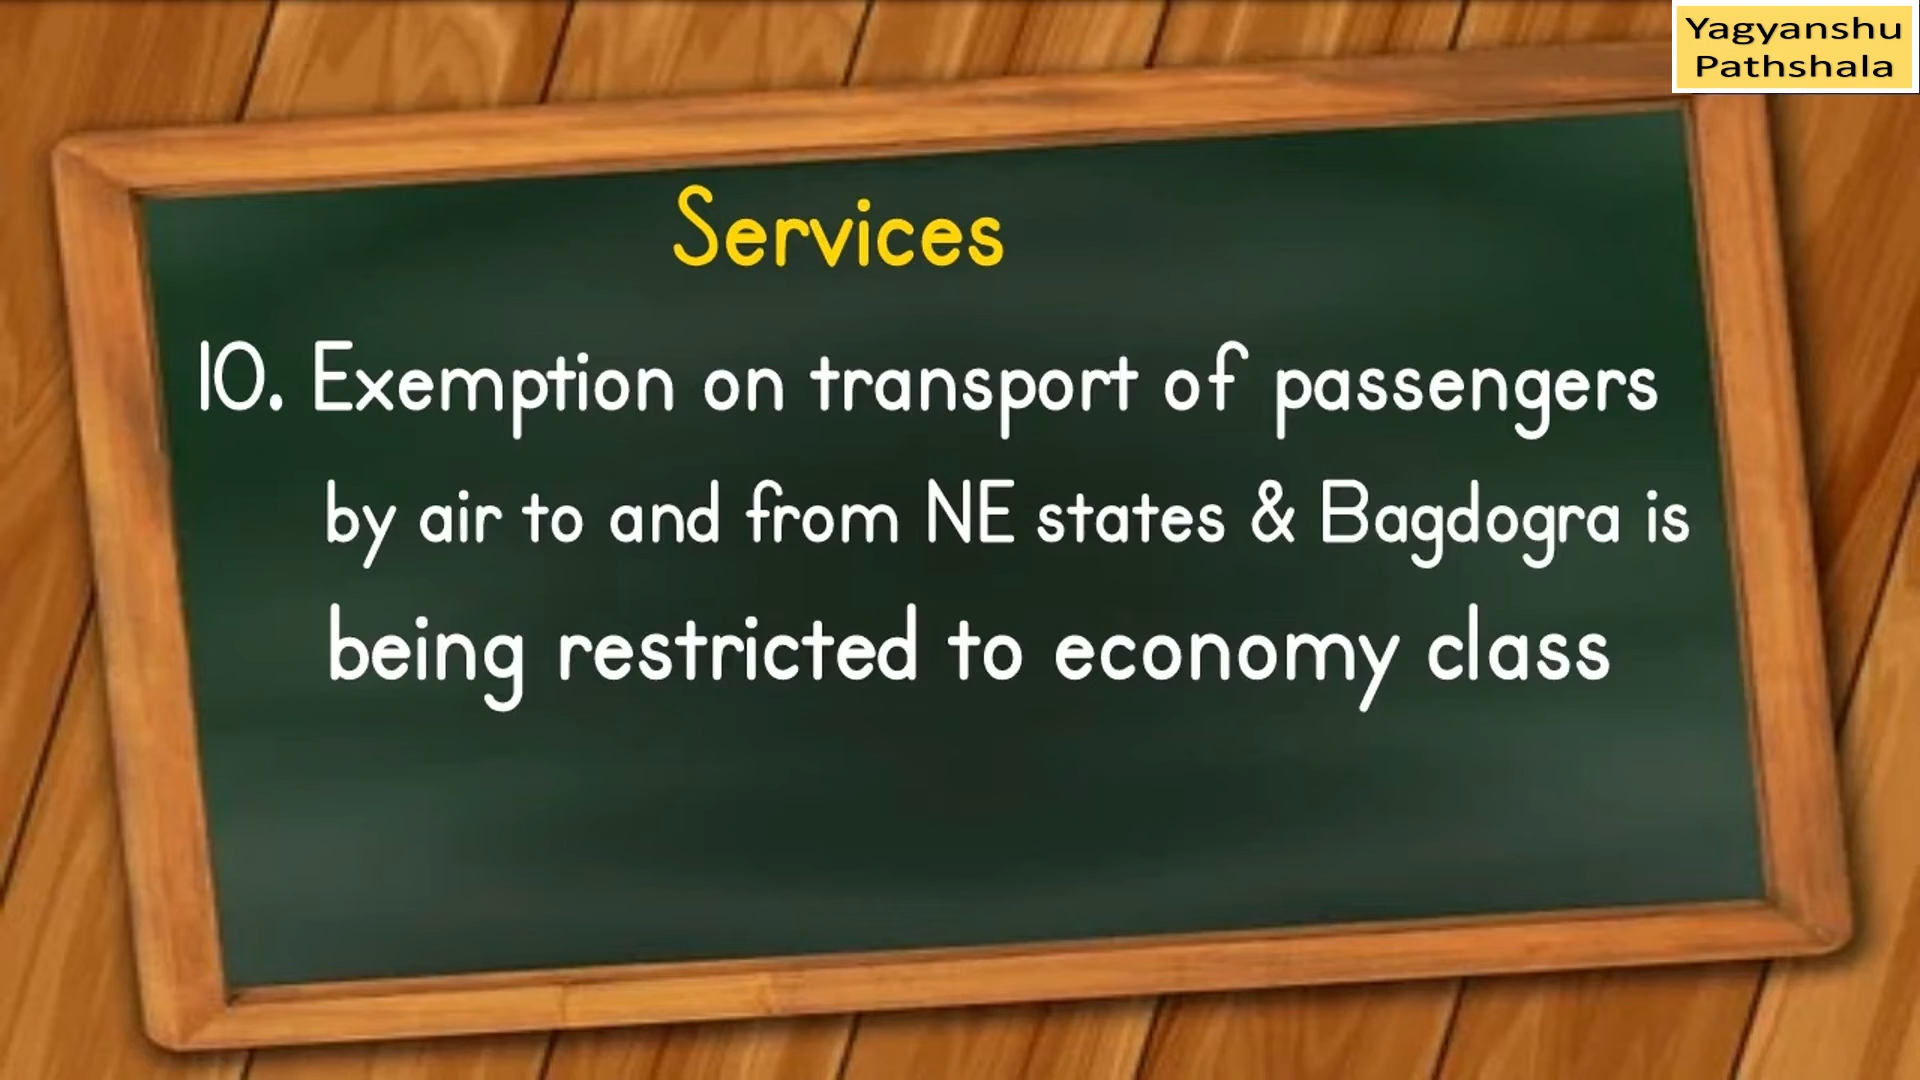 Yagyanshu
Pathshala
Services
10. Exemption on transport of passengers
by air to and from NE states & Bagdogra is
being restricted to economy class